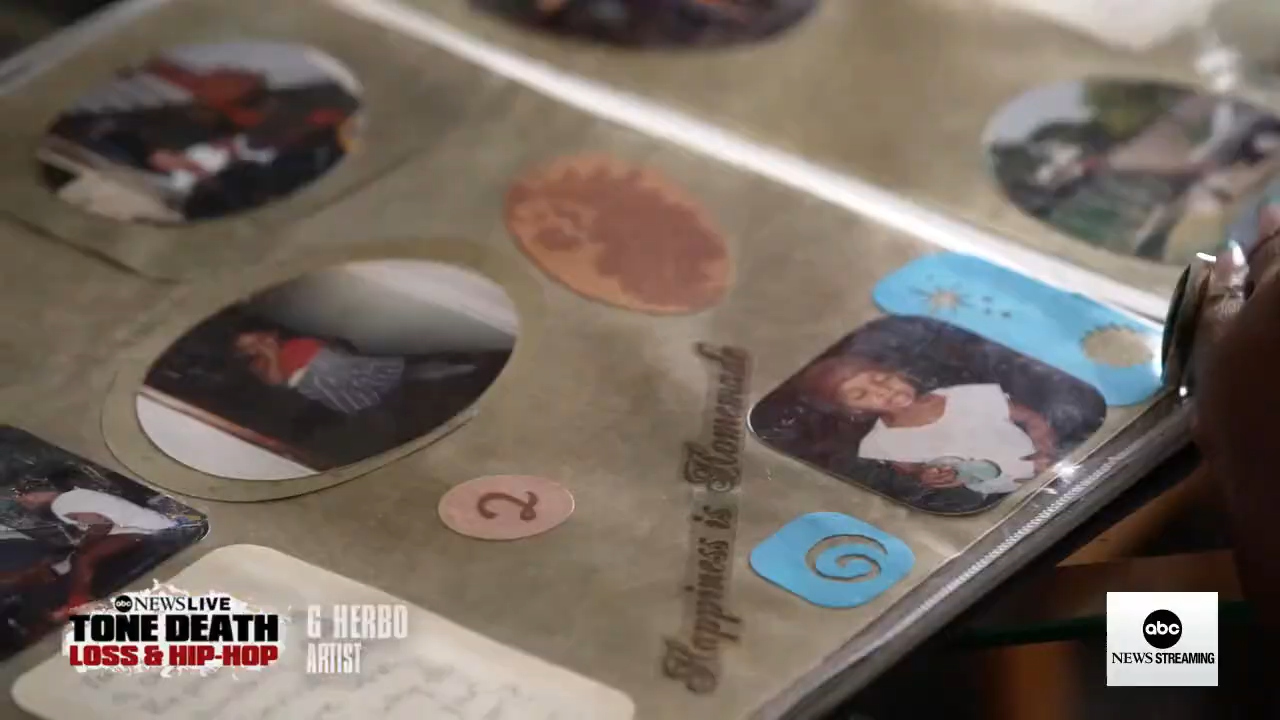 Happiness is Homemade
2
abc NEWS LIVE
TONE DEATH
LOSS & HIP-HOP
G HERBO
ARTIST
abc
NEWS STREAMING